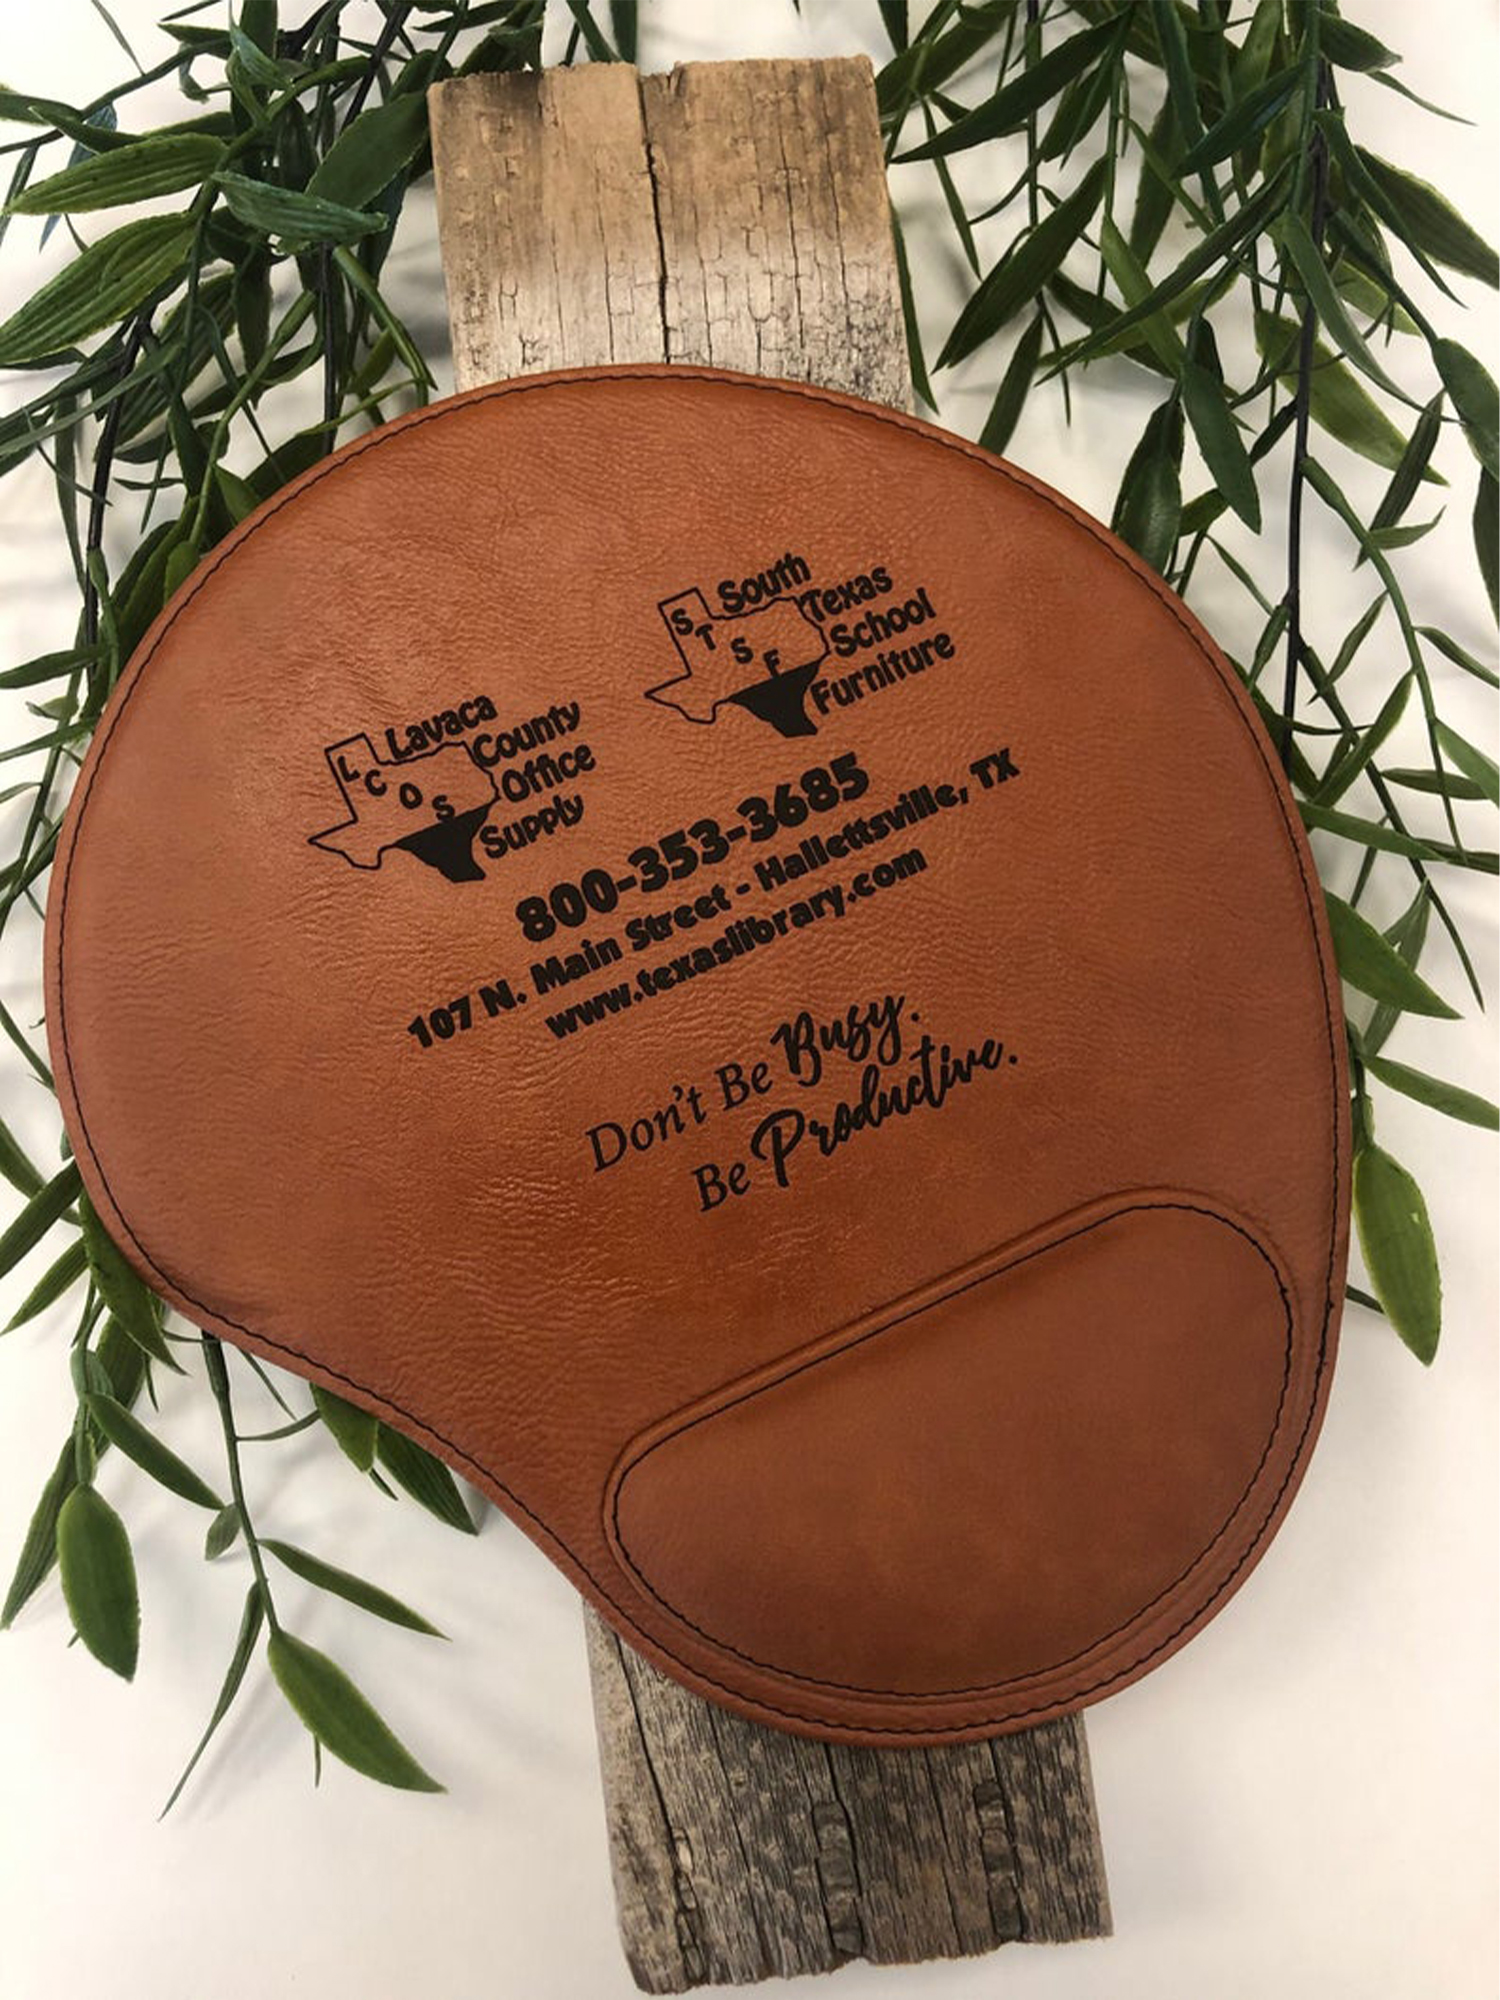 L C O S
Lavaca
County
Office
Supply
S T S F
South
Texas
School
Furniture
800-353-3685
107 N. Main Street - Hallettsville, TX
www.texaslibrary.com
Don't Be Busy.
Be Productive.